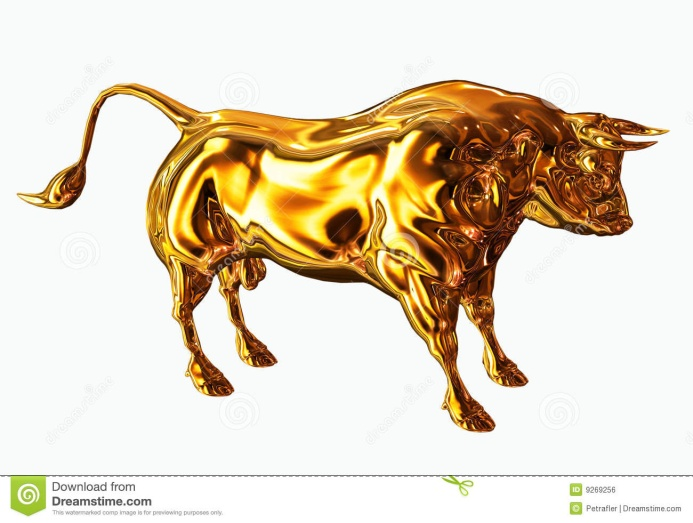 Download from
Dreamstime.com
This watermarked comp image is for previewing purposes only.
ID 9269256
© Petrafler | Dreamstime.com